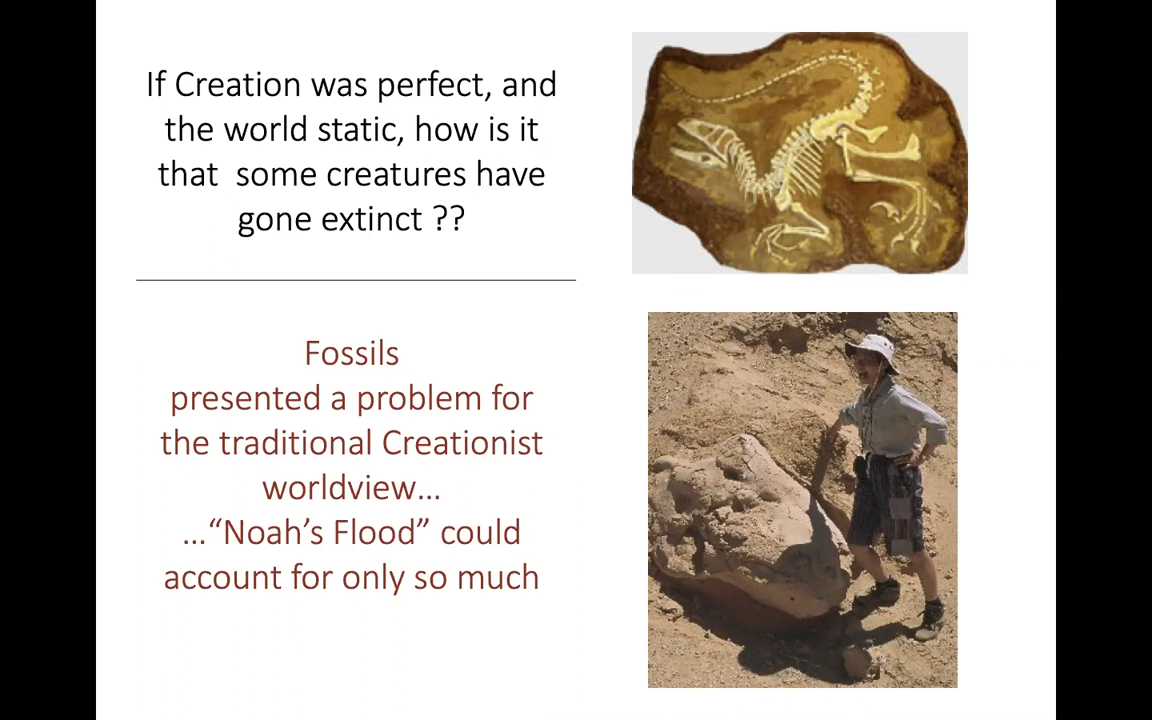 If Creation was perfect, and
the world static, how is it
that  some creatures have
gone extinct ??
Fossils
presented a problem for
the traditional Creationist
worldview…
…“Noah’s Flood” could
account for only so much